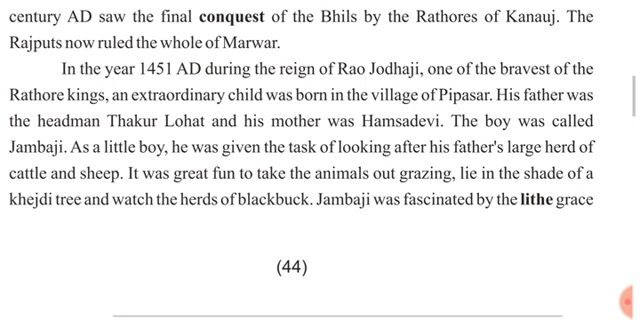 century AD saw the final conquest of the Bhils by the Rathores of Kanauj. The
Rajputs now ruled the whole of Marwar.
In the year 1451 AD during the reign of Rao Jodhaji, one of the bravest of the
Rathore kings, an extraordinary child was born in the village of Pipasar. His father was
the headman Thakur Lohat and his mother was Hamsadevi. The boy was called
Jambaji. As a little boy, he was given the task of looking after his father's large herd of
cattle and sheep. It was great fun to take the animals out grazing, lie in the shade of a
khejdi tree and watch the herds of blackbuck. Jambaji was fascinated by the lithe grace
(44)